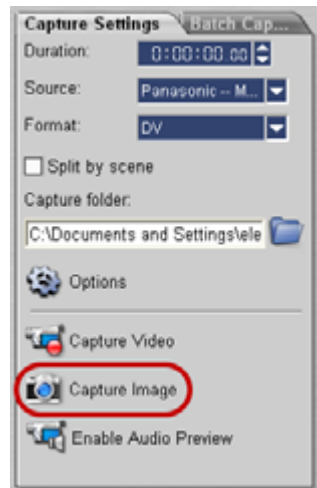 Capture Settings Batch Cap...
Duration: 0:00:00.00
Source: Panasonic -- M...
Format: DV
Split by scene
Capture folder:
C:\Documents and Settings\ele
Options
Capture Video
Capture Image
Enable Audio Preview